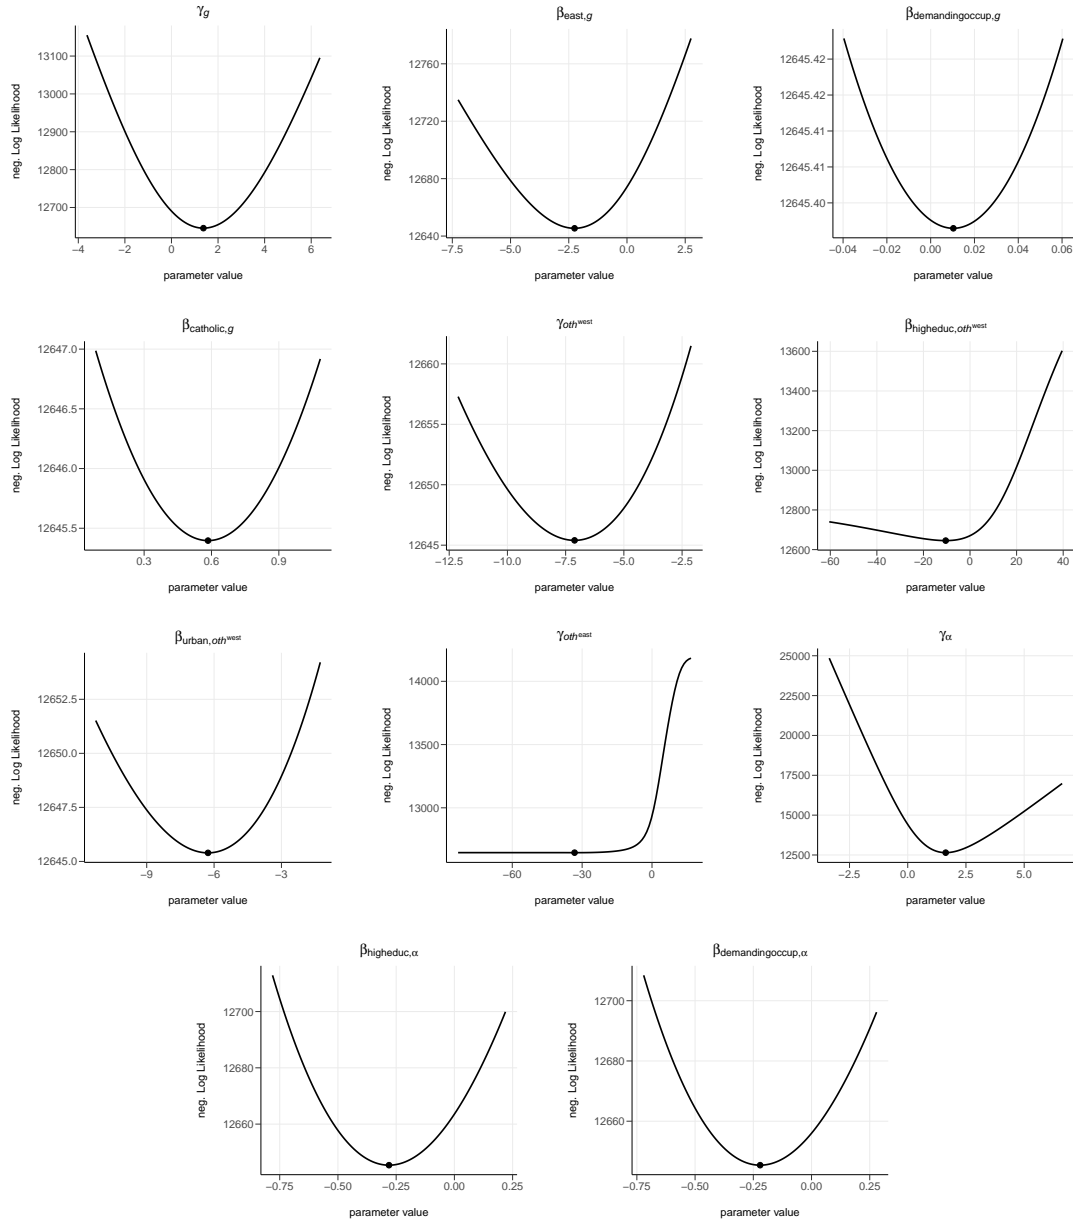 γg
neg. Log Likelihood
13100
13000
12900
12800
12700
−4 −2 0 2 4 6
parameter value
βeast,g
neg. Log Likelihood
12760
12720
12680
12640
−7.5 −5.0 −2.5 0.0 2.5
parameter value
βdemandingoccup,g
neg. Log Likelihood
12645.42
12645.42
12645.41
12645.41
12645.40
−0.04 −0.02 0.00 0.02 0.04 0.06
parameter value
βcatholic,g
neg. Log Likelihood
12647.0
12646.5
12646.0
12645.5
0.3 0.6 0.9
parameter value
γothwest
neg. Log Likelihood
12660
12655
12650
12645
−12.5 −10.0 −7.5 −5.0 −2.5
parameter value
βhigheduc,othwest
neg. Log Likelihood
13600
13400
13200
13000
12800
12600
−60 −40 −20 0 20 40
parameter value
βurban,othwest
neg. Log Likelihood
12652.5
12650.0
12647.5
12645.0
−9 −6 −3
parameter value
γotheast
neg. Log Likelihood
14000
13500
13000
−60 −30 0
parameter value
γα
neg. Log Likelihood
25000
22500
20000
17500
15000
12500
−2.5 0.0 2.5 5.0
parameter value
βhigheduc,α
neg. Log Likelihood
12700
12680
12660
−0.75 −0.50 −0.25 0.00 0.25
parameter value
βdemandingoccup,α
neg. Log Likelihood
12700
12680
12660
−0.75 −0.50 −0.25 0.00 0.25
parameter value